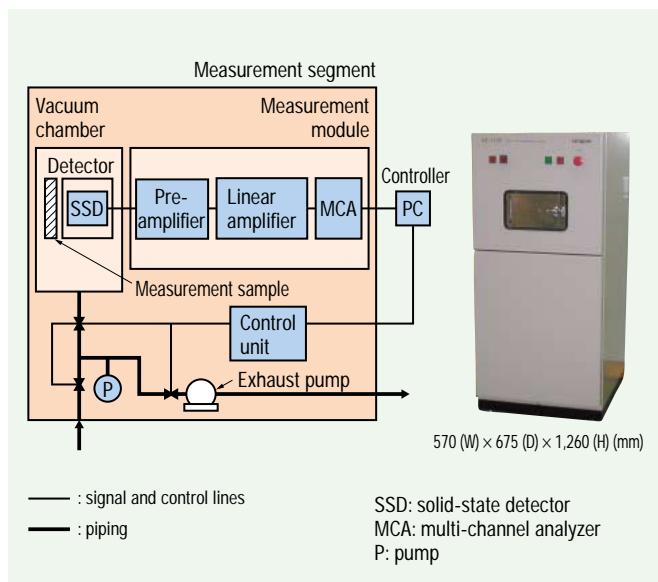 Measurement segment
Vacuum
chamber
Measurement
module
Detector
SSD
Pre-
amplifier
Linear
amplifier
MCA
Controller
PC
Measurement sample
Control
unit
P
Exhaust pump
570 (W) × 675 (D) × 1,260 (H) (mm)
: signal and control lines
: piping
SSD: solid-state detector
MCA: multi-channel analyzer
P: pump